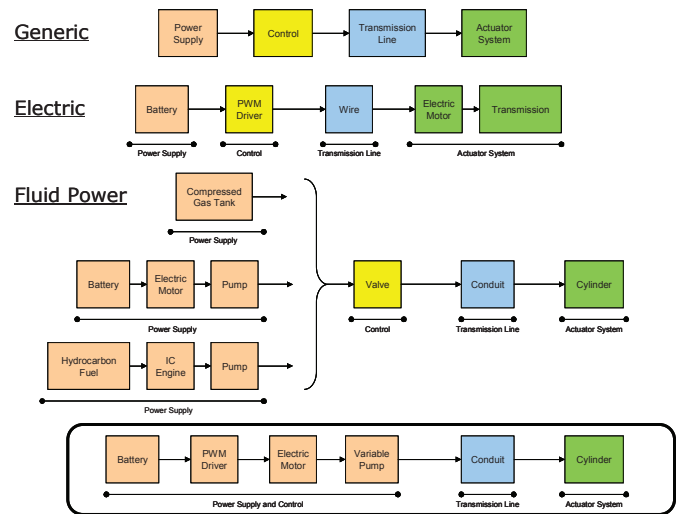 Generic
Power
Supply
Control
Transmission
Line
Actuator
System
Electric
Battery
PWM
Driver
Wire
Electric
Motor
Transmission
Power Supply
Control
Transmission Line
Actuator System
Fluid Power
Compressed
Gas Tank
Power Supply
Battery
Electric
Motor
Pump
Valve
Conduit
Cylinder
Power Supply
Control
Transmission Line
Actuator System
Hydrocarbon
Fuel
IC
Engine
Pump
Power Supply
Battery
PWM
Driver
Electric
Motor
Variable
Pump
Conduit
Cylinder
Power Supply and Control
Transmission Line
Actuator System